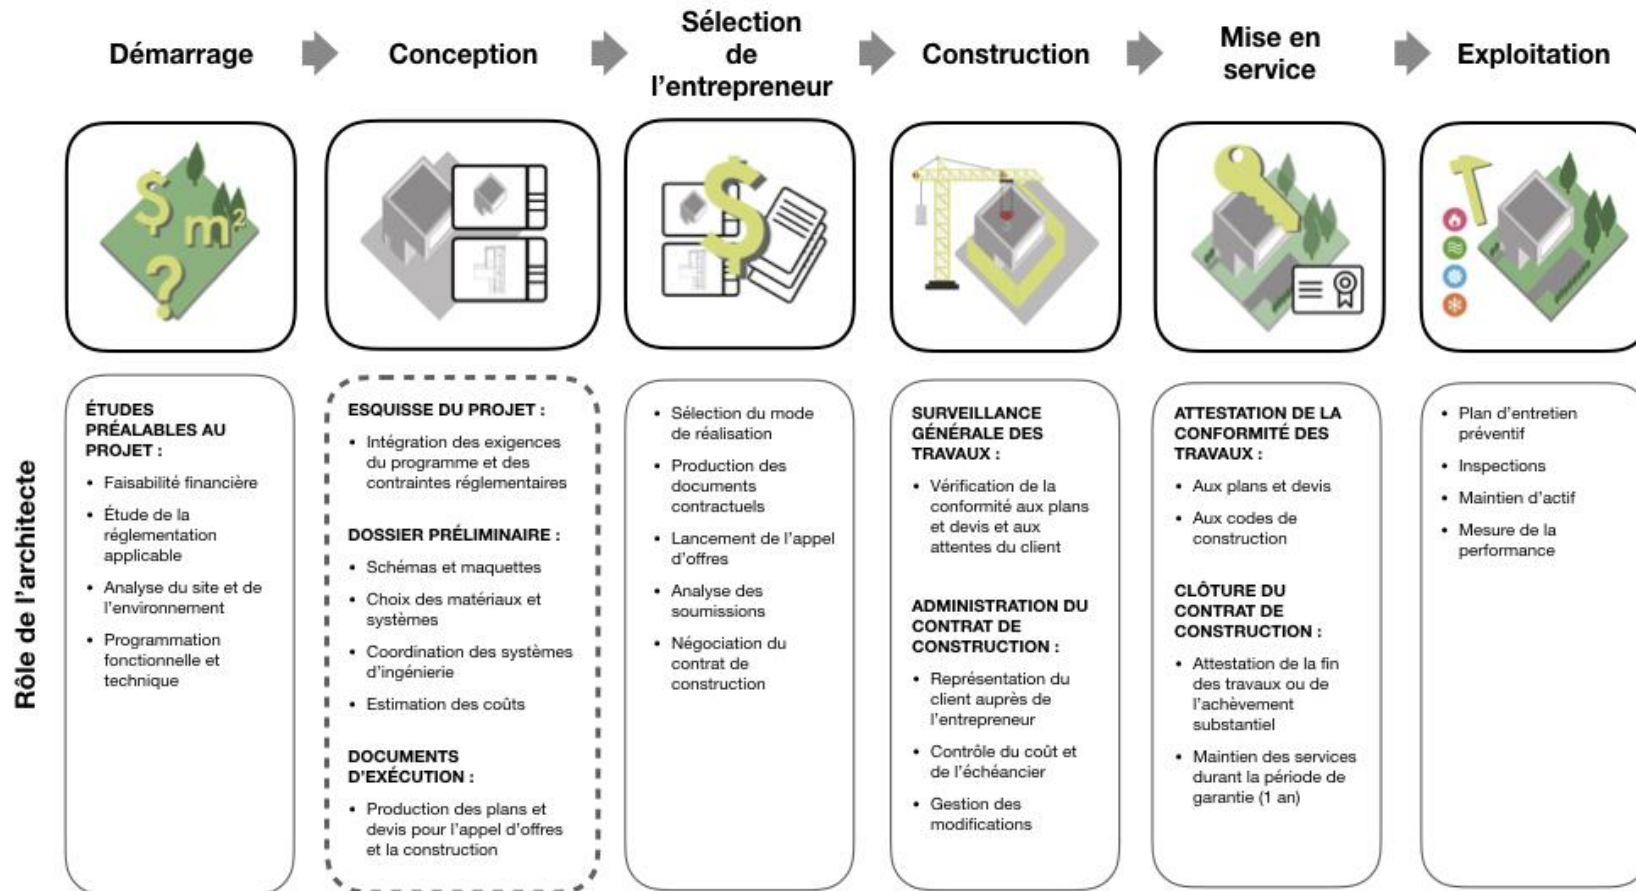 Démarrage
Conception
Sélection
de
l'entrepreneur
Construction
Mise en
service
Exploitation
$
m²
?
$
Rôle de l'architecte
ÉTUDES
PRÉALABLES AU
PROJET :
• Faisabilité financière
• Étude de la
réglementation
applicable
• Analyse du site et de
l'environnement
• Programmation
fonctionnelle et
technique
ESQUISSE DU PROJET :
• Intégration des exigences
du programme et des
contraintes réglementaires
DOSSIER PRÉLIMINAIRE :
• Schémas et maquettes
• Choix des matériaux et
systèmes
• Coordination des systèmes
d'ingénierie
• Estimation des coûts
DOCUMENTS
D'EXÉCUTION :
• Production des plans et
devis pour l'appel d'offres
et la construction
• Sélection du mode
de réalisation
• Production des
documents
contractuels
• Lancement de l'appel
d'offres
• Analyse des
soumissions
• Négociation du
contrat de
construction
SURVEILLANCE
GÉNÉRALE DES
TRAVAUX :
• Vérification de la
conformité aux plans
et devis et aux
attentes du client
ADMINISTRATION DU
CONTRAT DE
CONSTRUCTION :
• Représentation du
client auprès de
l'entrepreneur
• Contrôle du coût et
de l'échéancier
• Gestion des
modifications
ATTESTATION DE LA
CONFORMITÉ DES
TRAVAUX :
• Aux plans et devis
• Aux codes de
construction
CLÔTURE DU
CONTRAT DE
CONSTRUCTION :
• Attestation de la fin
des travaux ou de
l'achèvement
substantiel
• Maintien des services
durant la période de
garantie (1 an)
• Plan d'entretien
préventif
• Inspections
• Maintien d'actif
• Mesure de la
performance